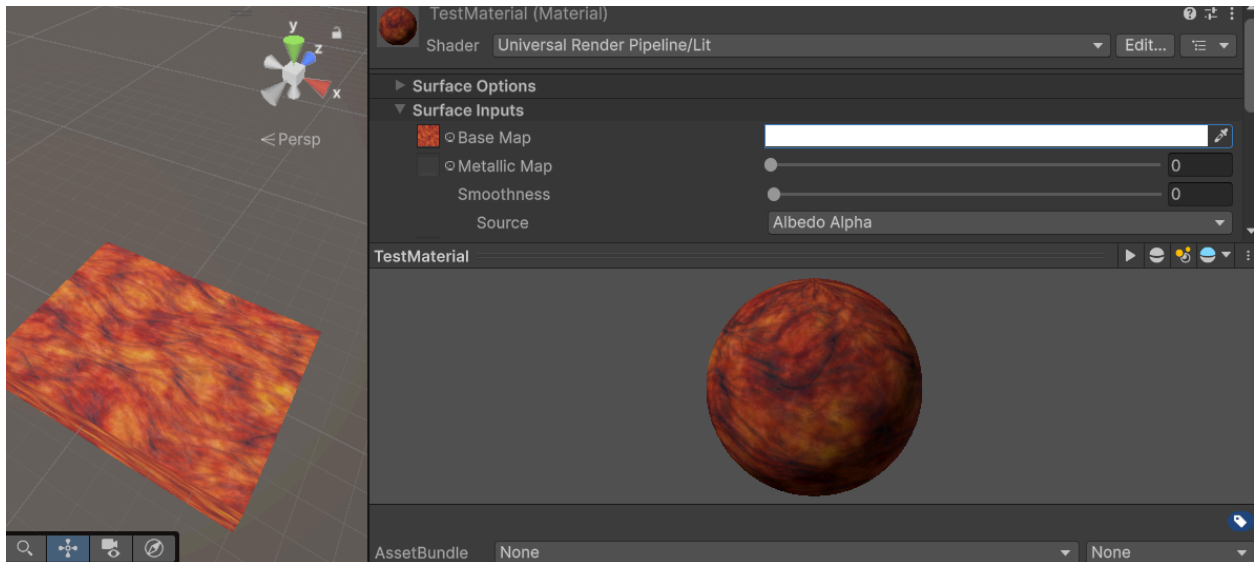 y
z
x
Persp
TestMaterial (Material)
Shader Universal Render Pipeline/Lit Edit...
Surface Options
Surface Inputs
Base Map
Metallic Map 0
Smoothness 0
Source Albedo Alpha
TestMaterial
AssetBundle None None